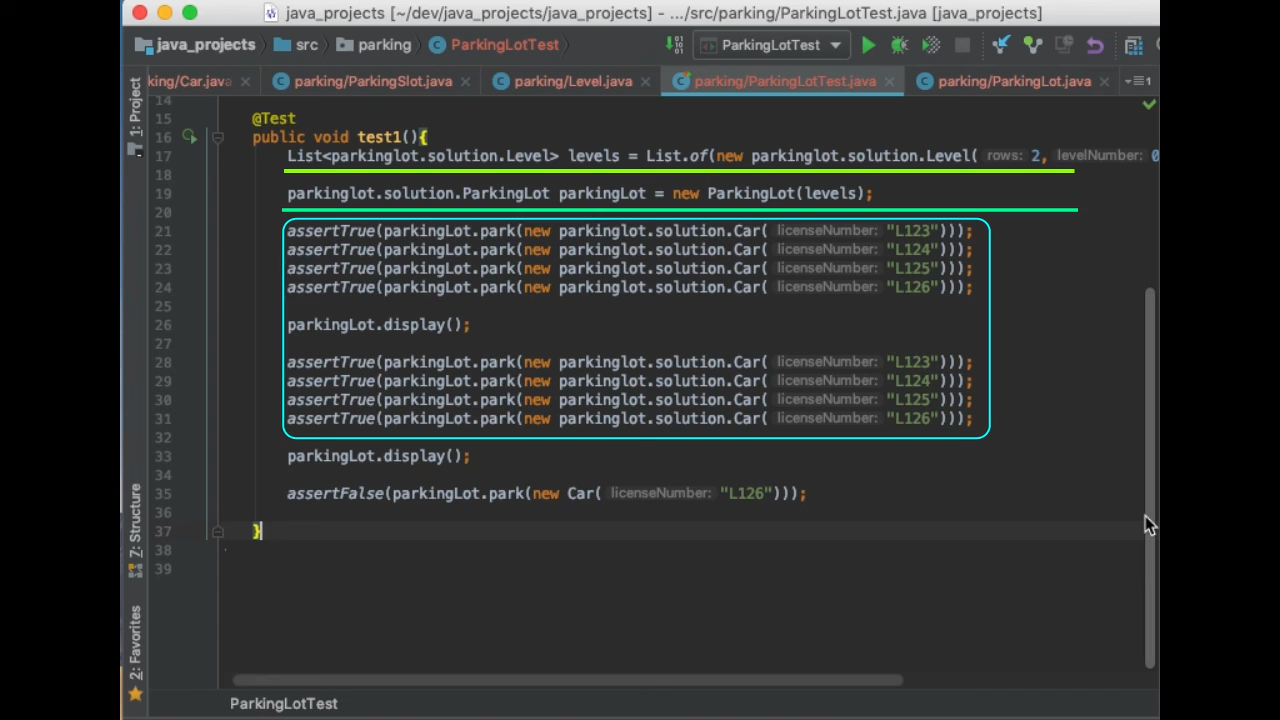 java_projects [~/dev/java_projects/java_projects] - .../src/parking/ParkingLotTest.java [java_projects]
java_projects src parking ParkingLotTest ParkingLotTest
king/Car.java parking/ParkingSlot.java parking/Level.java parking/ParkingLotTest.java parking/ParkingLot.java 1
1: Project
7: Structure
2: Favorites
14
15 @Test
16 public void test1(){
17 List<parkinglot.solution.Level> levels = List.of(new parkinglot.solution.Level( rows: 2, levelNumber: 0
18
19 parkinglot.solution.ParkingLot parkingLot = new ParkingLot(levels);
20
21 assertTrue(parkingLot.park(new parkinglot.solution.Car( licenseNumber: "L123")));
22 assertTrue(parkingLot.park(new parkinglot.solution.Car( licenseNumber: "L124")));
23 assertTrue(parkingLot.park(new parkinglot.solution.Car( licenseNumber: "L125")));
24 assertTrue(parkingLot.park(new parkinglot.solution.Car( licenseNumber: "L126")));
25
26 parkingLot.display();
27
28 assertTrue(parkingLot.park(new parkinglot.solution.Car( licenseNumber: "L123")));
29 assertTrue(parkingLot.park(new parkinglot.solution.Car( licenseNumber: "L124")));
30 assertTrue(parkingLot.park(new parkinglot.solution.Car( licenseNumber: "L125")));
31 assertTrue(parkingLot.park(new parkinglot.solution.Car( licenseNumber: "L126")));
32
33 parkingLot.display();
34
35 assertFalse(parkingLot.park(new Car( licenseNumber: "L126")));
36
37 }
38
39
ParkingLotTest